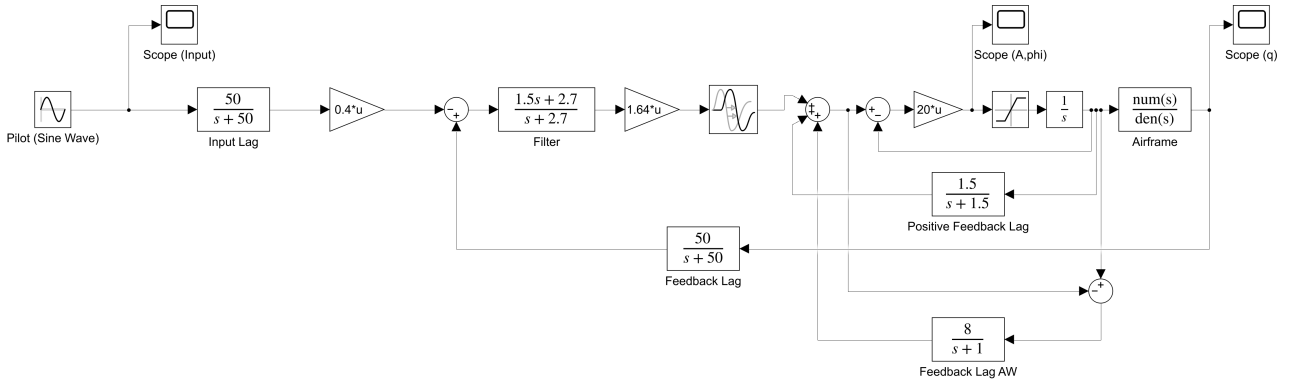 Scope (Input)
Scope (A,phi)
Scope (q)
Pilot (Sine Wave)
50
s + 50
Input Lag
0.4*u
−
+
1.5s + 2.7
s + 2.7
Filter
1.64*u
+
+
+
+
−
20*u
1
s
num(s)
den(s)
Airframe
1.5
s + 1.5
Positive Feedback Lag
50
s + 50
Feedback Lag
+
−
8
s + 1
Feedback Lag AW